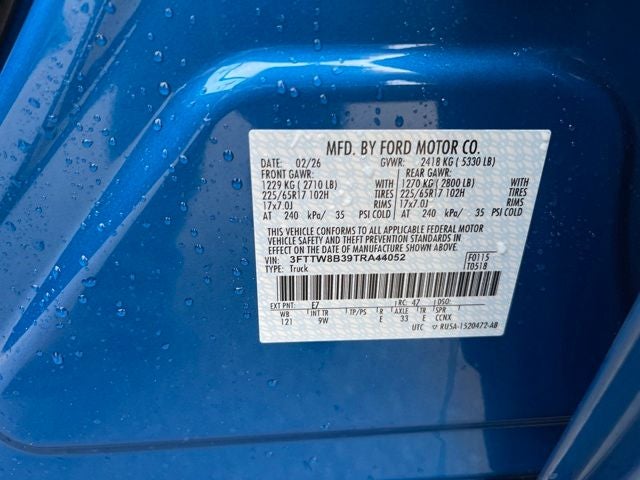 MFD. BY FORD MOTOR CO.
DATE: 02/26 GVWR: 2418 KG ( 5330 LB)
FRONT GAWR: REAR GAWR:
1229 KG ( 2710 LB) WITH 1270 KG ( 2800 LB) WITH
225/65R17 102H TIRES 225/65R17 102H TIRES
17x7.0J RIMS 17x7.0J RIMS
AT 240 kPa/ 35 PSI COLD AT 240 kPa/ 35 PSI COLD
THIS VEHICLE CONFORMS TO ALL APPLICABLE FEDERAL MOTOR
VEHICLE SAFETY AND THEFT PREVENTION STANDARDS IN
EFFECT ON THE DATE OF MANUFACTURE SHOWN ABOVE.
VIN: 3FTTW8B39TRA44052 F0115
TYPE: Truck T0518
EXT PNT: E7 RC: 47 DSO:
WB INT TR TP/PS R AXLE TR SPR
121 9W E 33 E CCNX
UTC RU5A-1520472-AB